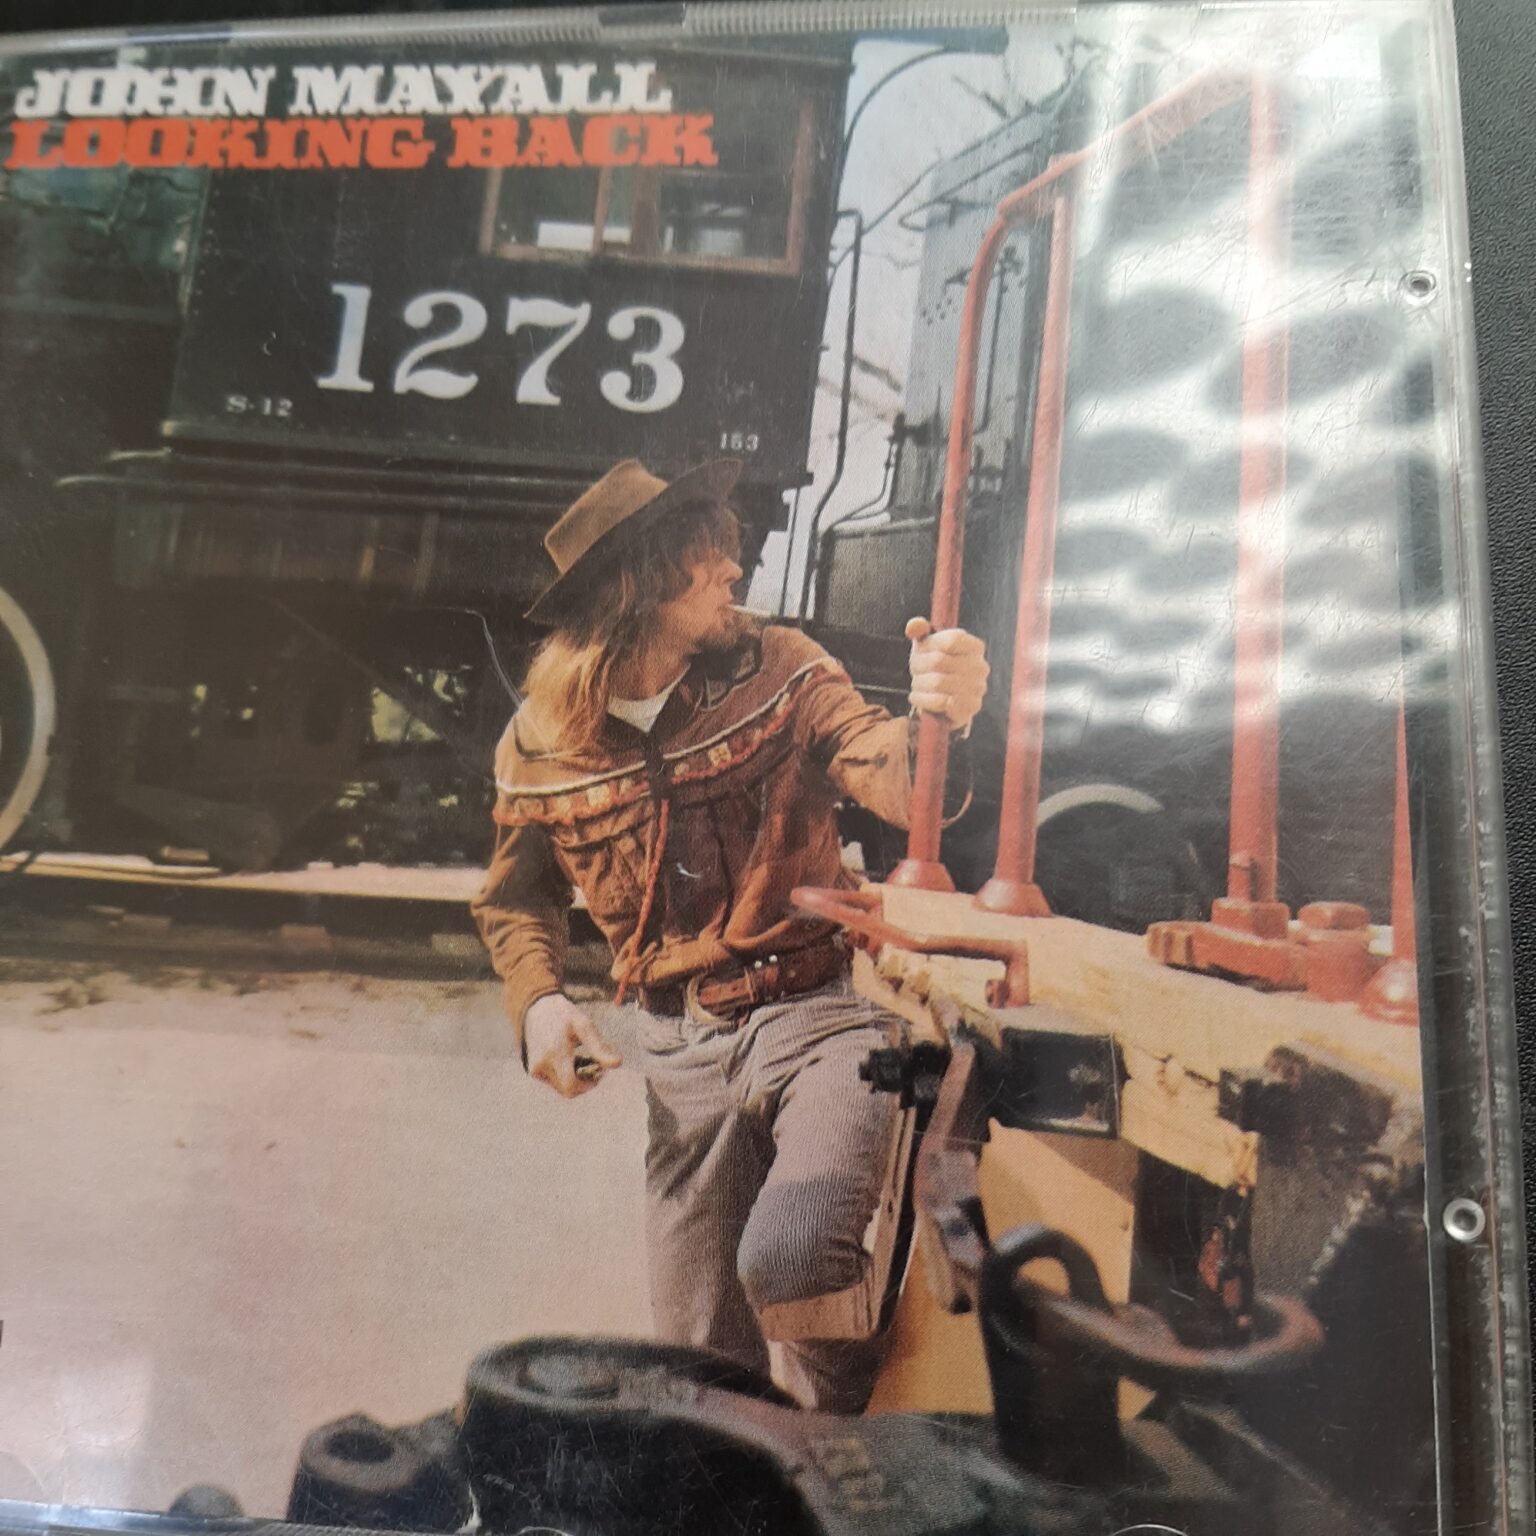 JOHN MAYALL
LOOKING BACK
1273
S-12
153